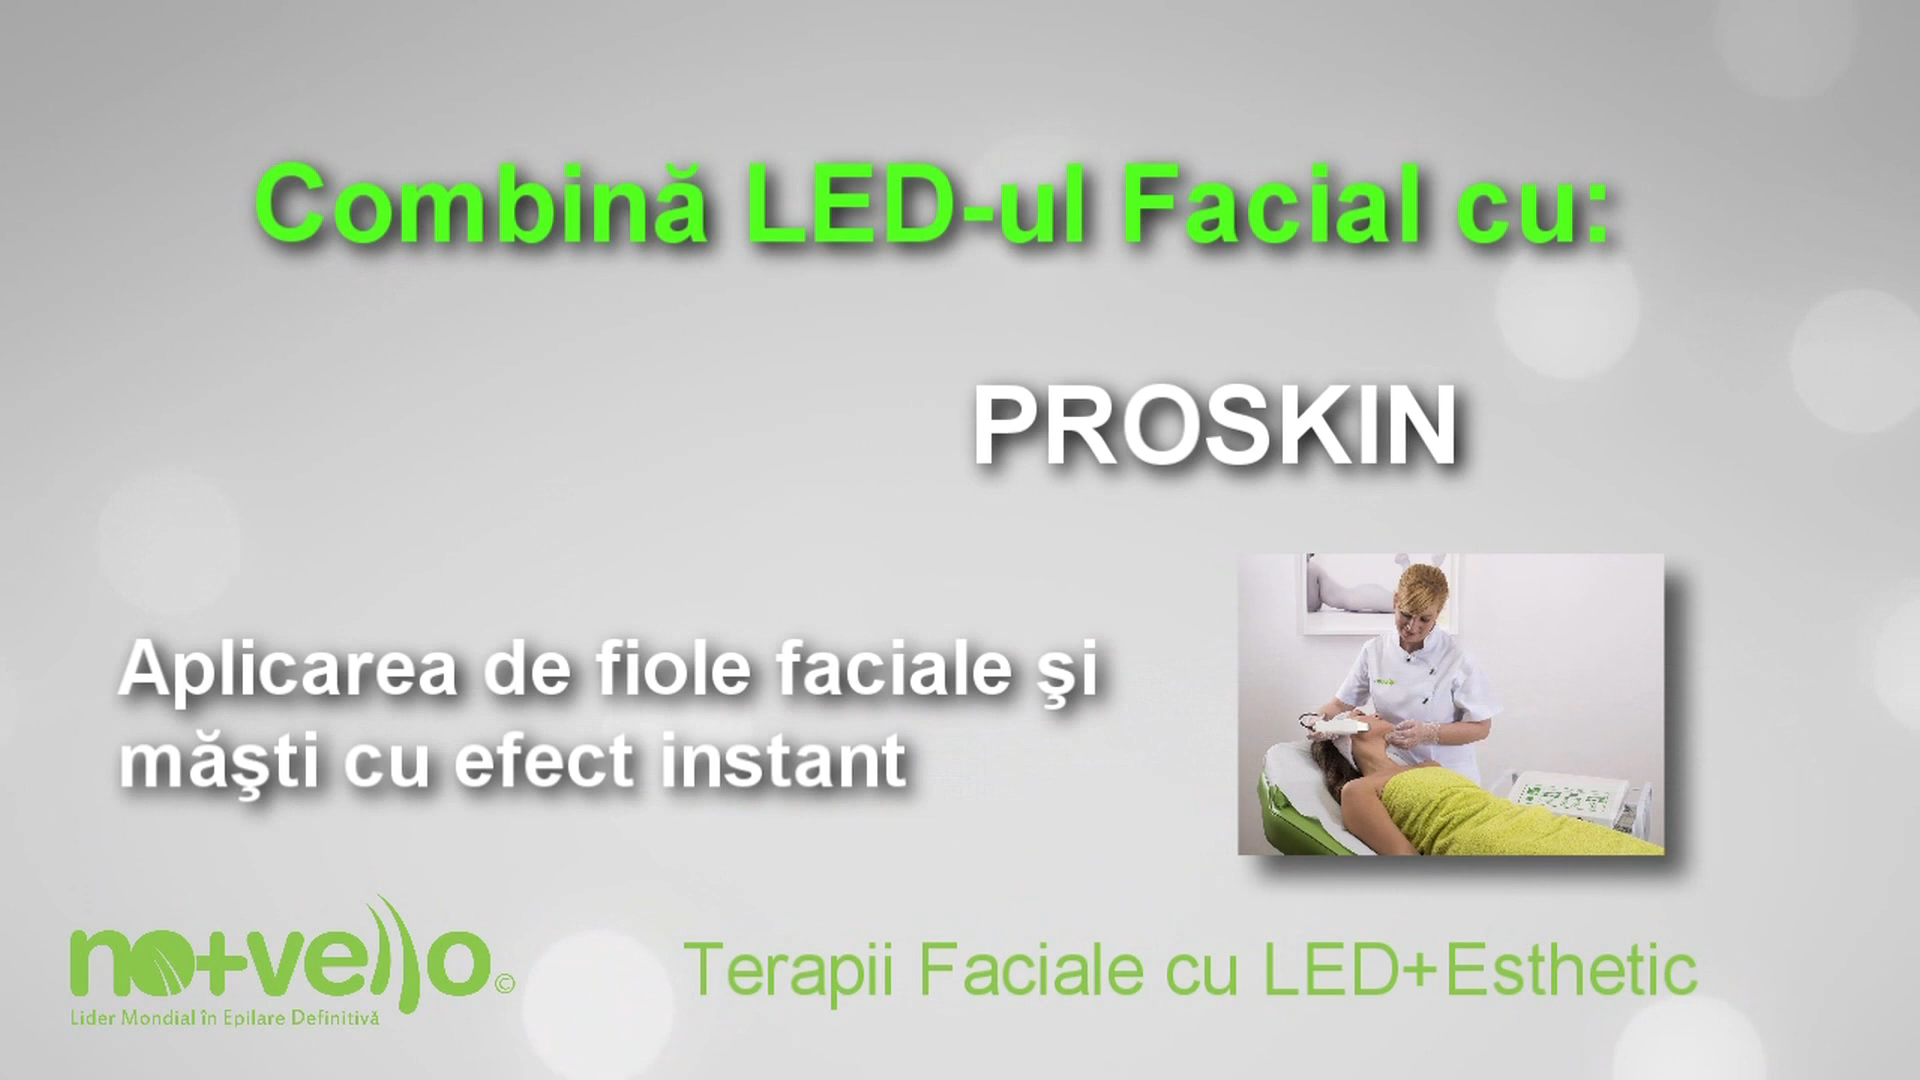 Combină LED-ul Facial cu:
PROSKIN
Aplicarea de fiole faciale şi
măşti cu efect instant
no+vello©
Lider Mondial în Epilare Definitivă
Terapii Faciale cu LED+Esthetic